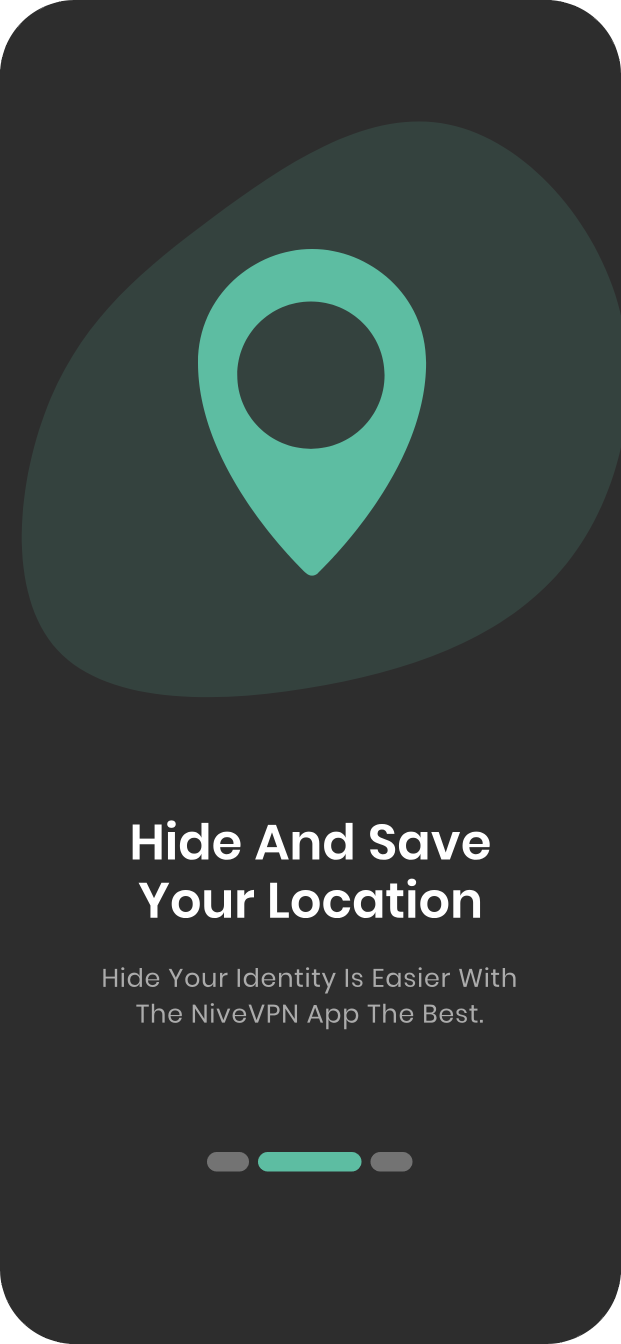 Hide And Save
Your Location
Hide Your Identity Is Easier With
The NiveVPN App The Best.